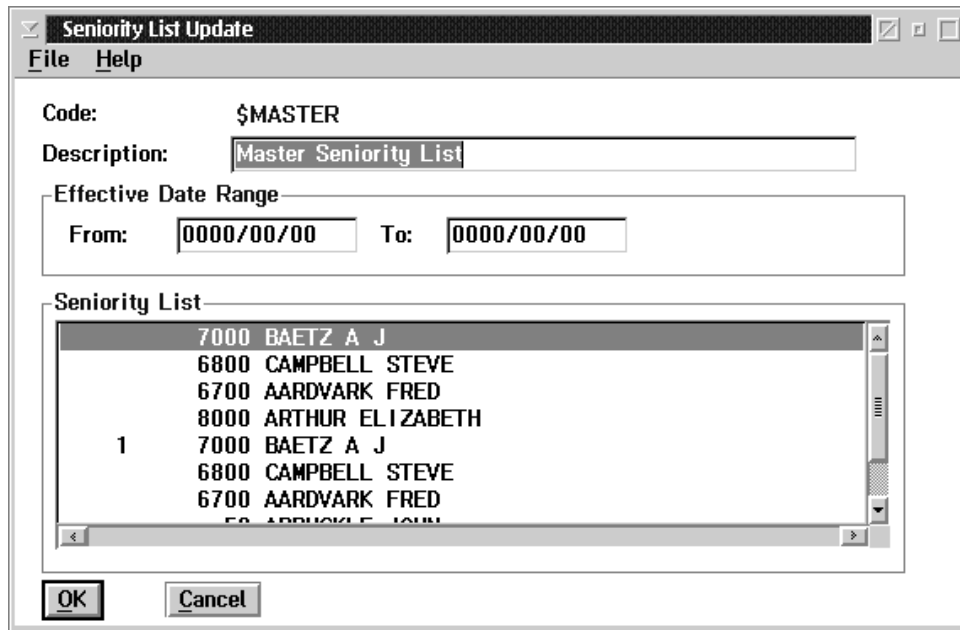 Seniority List Update
File Help
Code: $MASTER
Description: Master Seniority List
Effective Date Range
From: 0000/00/00 To: 0000/00/00
Seniority List
7000 BAETZ A J
6800 CAMPBELL STEVE
6700 AARDVARK FRED
8000 ARTHUR ELIZABETH
1 7000 BAETZ A J
6800 CAMPBELL STEVE
6700 AARDVARK FRED
OK Cancel